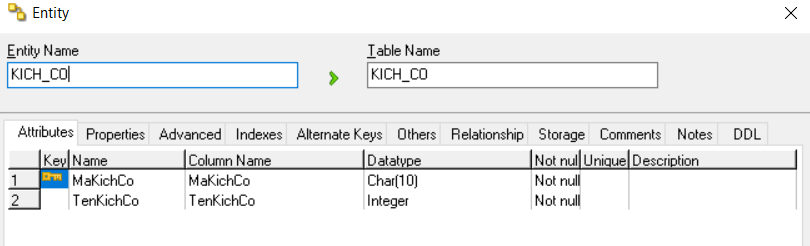 Entity
Entity Name Table Name
KICH_CO KICH_CO
Attributes Properties Advanced Indexes Alternate Keys Others Relationship Storage Comments Notes DDL
Key Name Column Name Datatype Not nul Unique Description
1 MaKichCo MaKichCo Char(10) Not null
2 TenKichCo TenKichCo Integer Not null